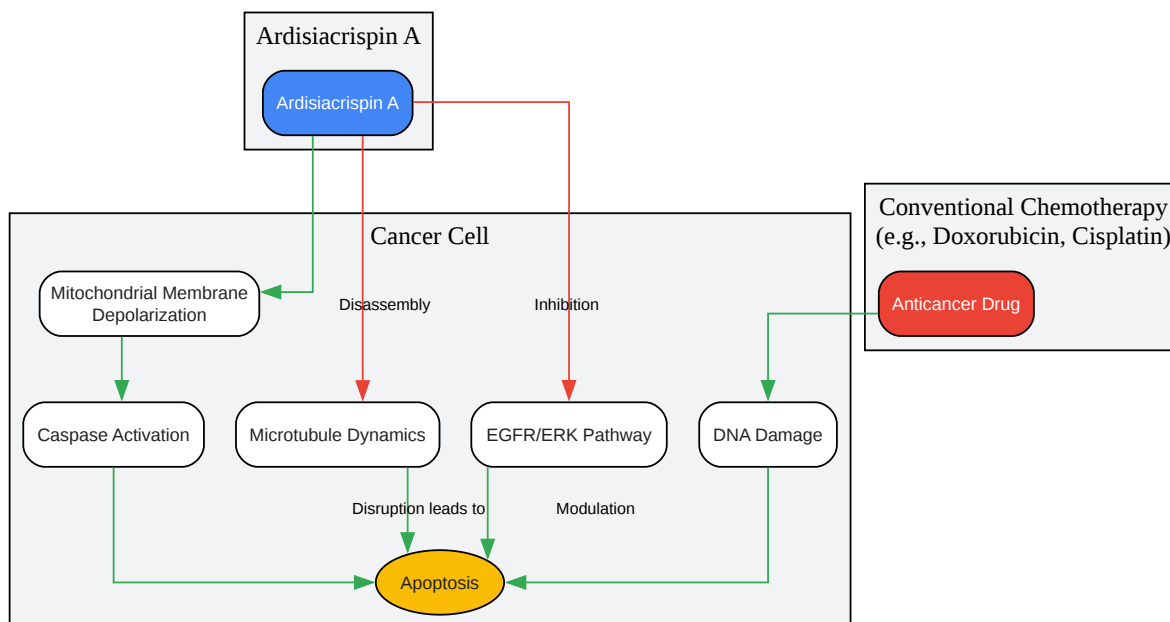 Ardisiacrispin A
Ardisiacrispin A
Conventional Chemotherapy
(e.g., Doxorubicin, Cisplatin)
Cancer Cell
Mitochondrial Membrane
Depolarization
Disassembly
Inhibition
Anticancer Drug
Caspase Activation
Microtubule Dynamics
EGFR/ERK Pathway
DNA Damage
Disruption leads to
Modulation
Apoptosis